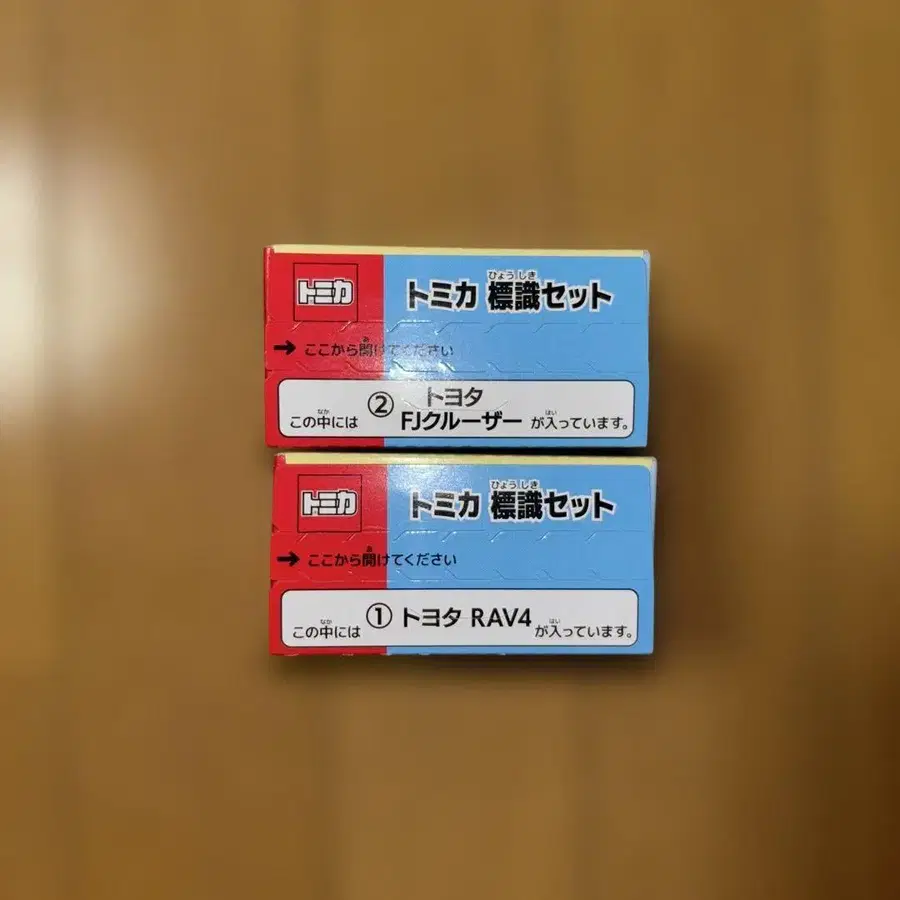 トミカ
ひょうしき
トミカ 標識セット
➔ ここから開けてください
あ
なか
この中には
② トヨタ
FJクルーザー
はい
が入っています。
トミカ
ひょうしき
トミカ 標識セット
あ
➔ ここから開けてください
なか
この中には
① トヨタ RAV4
はい
が入っています。